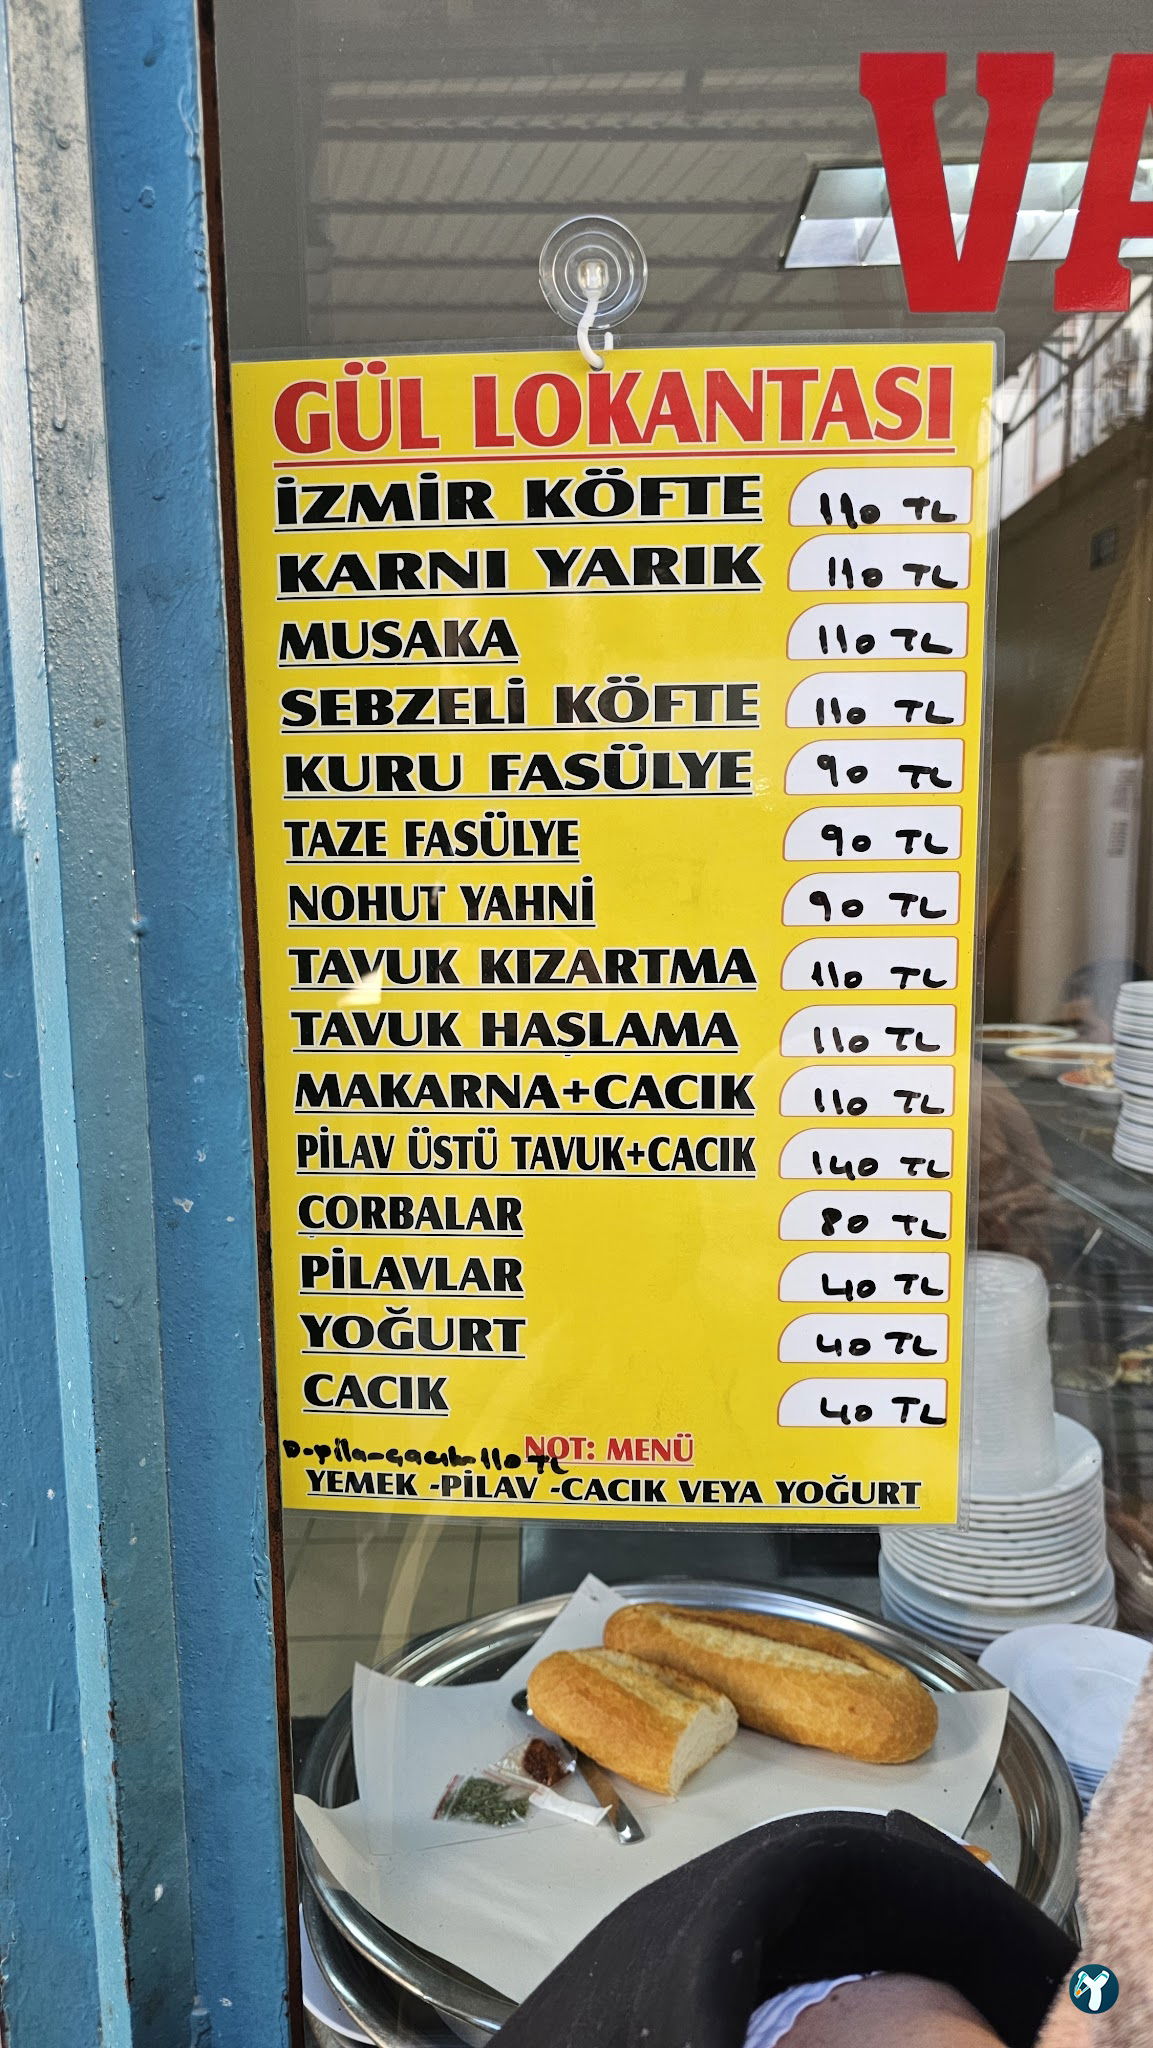 VA
GÜL LOKANTASI
İZMİR KÖFTE 110 TL
KARNI YARIK 110 TL
MUSAKA 110 TL
SEBZELİ KÖFTE 110 TL
KURU FASÜLYE 90 TL
TAZE FASÜLYE 90 TL
NOHUT YAHNİ 90 TL
TAVUK KIZARTMA 110 TL
TAVUK HAŞLAMA 110 TL
MAKARNA+CACIK 110 TL
PİLAV ÜSTÜ TAVUK+CACIK 140 TL
ÇORBALAR 80 TL
PİLAVLAR 40 TL
YOĞURT 40 TL
CACIK 40 TL
NOT: MENÜ
110 TL
YEMEK -PİLAV -CACIK VEYA YOĞURT